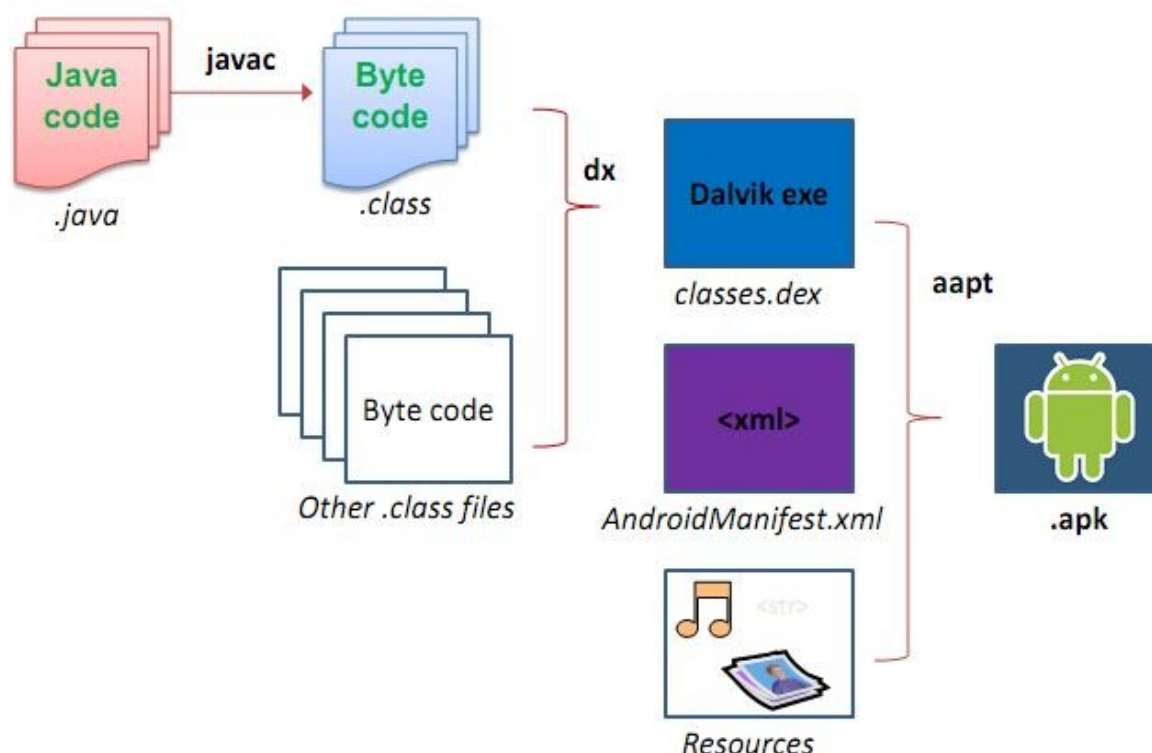 Java
code
.java
javac
Byte
code
.class
Byte code
Other .class files
dx
Dalvik exe
classes.dex
<xml>
AndroidManifest.xml
<str>
Resources
aapt
.apk